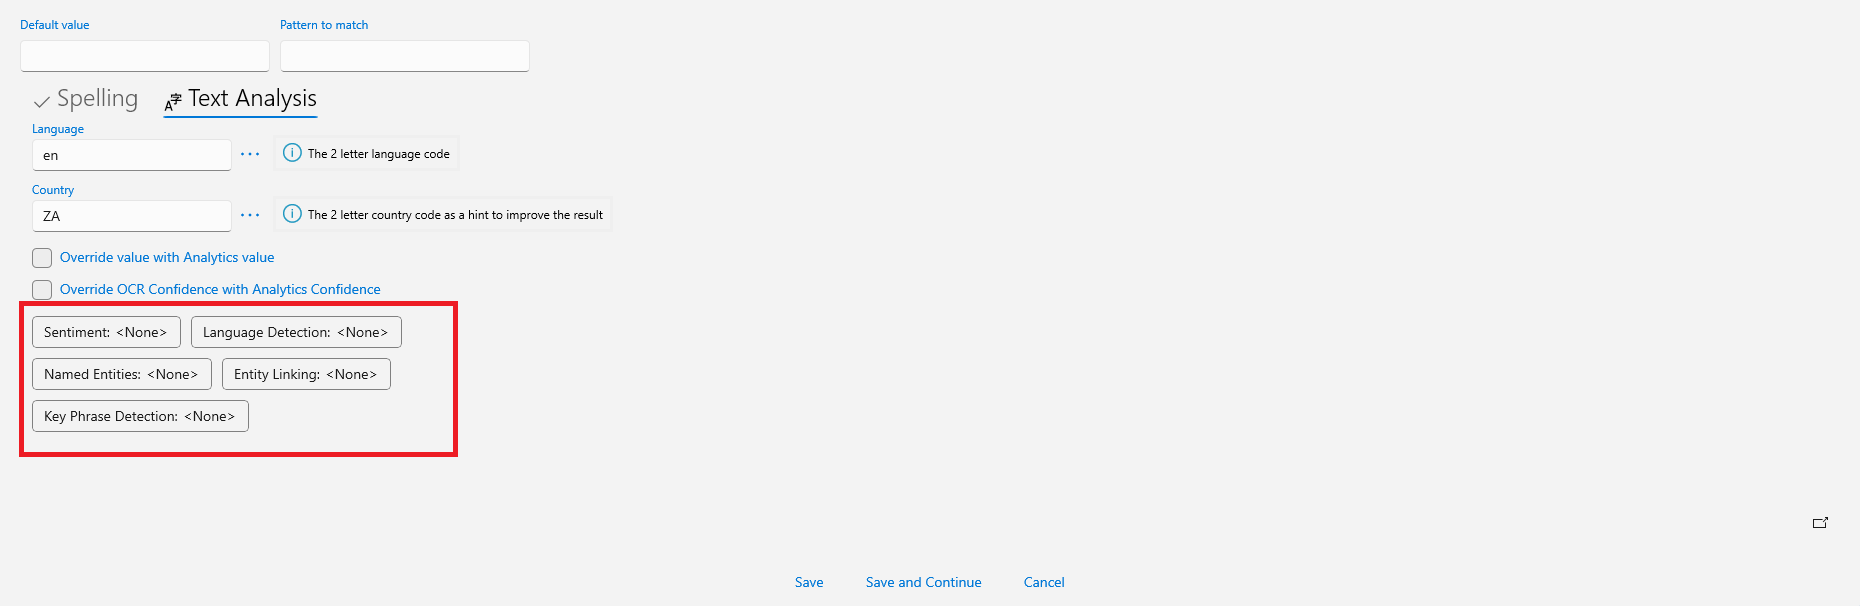 Default value
Pattern to match
Spelling
Text Analysis
Language
en
The 2 letter language code
Country
ZA
The 2 letter country code as a hint to improve the result
Override value with Analytics value
Override OCR Confidence with Analytics Confidence
Sentiment: <None>
Language Detection: <None>
Named Entities: <None>
Entity Linking: <None>
Key Phrase Detection: <None>
Save
Save and Continue
Cancel